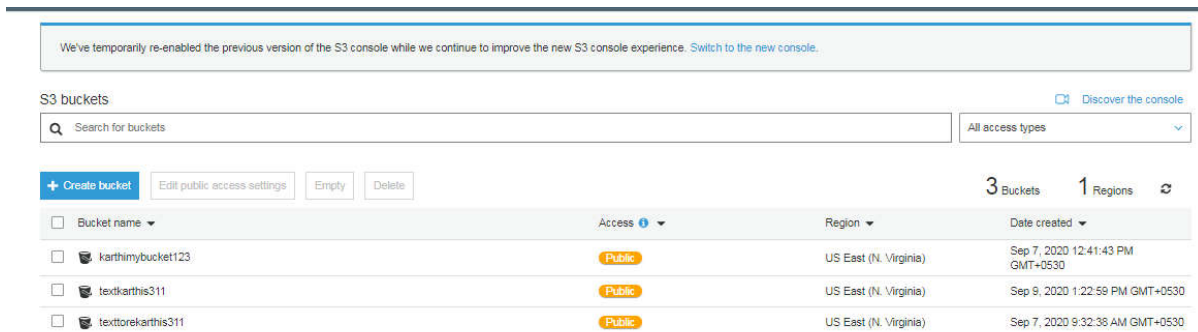 We've temporarily re-enabled the previous version of the S3 console while we continue to improve the new S3 console experience. Switch to the new console.
S3 buckets
Discover the console
Search for buckets
All access types
+ Create bucket
Edit public access settings
Empty
Delete
3 Buckets
1 Regions
Bucket name
Access
Region
Date created
karthimybucket123
Public
US East (N. Virginia)
Sep 7, 2020 12:41:43 PM
GMT+0530
textkarthis311
Public
US East (N. Virginia)
Sep 9, 2020 1:22:59 PM GMT+0530
texttorekarthis311
Public
US East (N. Virginia)
Sep 7, 2020 9:32:38 AM GMT+0530